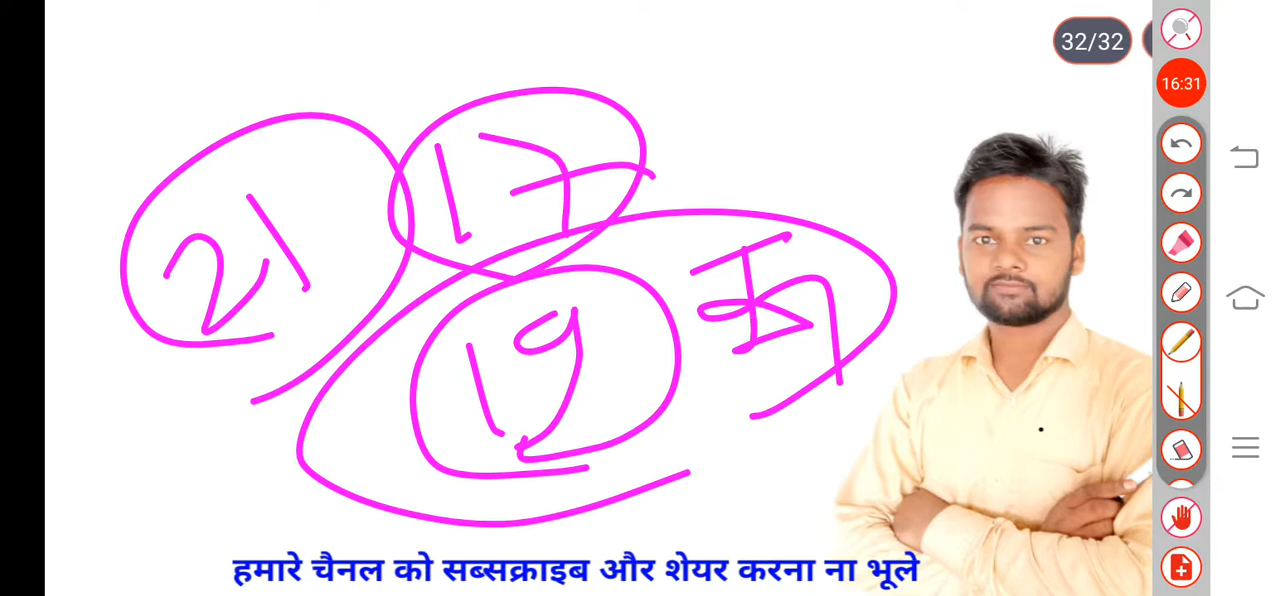 32/32
16:31
17
21
19 का
हमारे चैनल को सब्सक्राइब और शेयर करना ना भूले